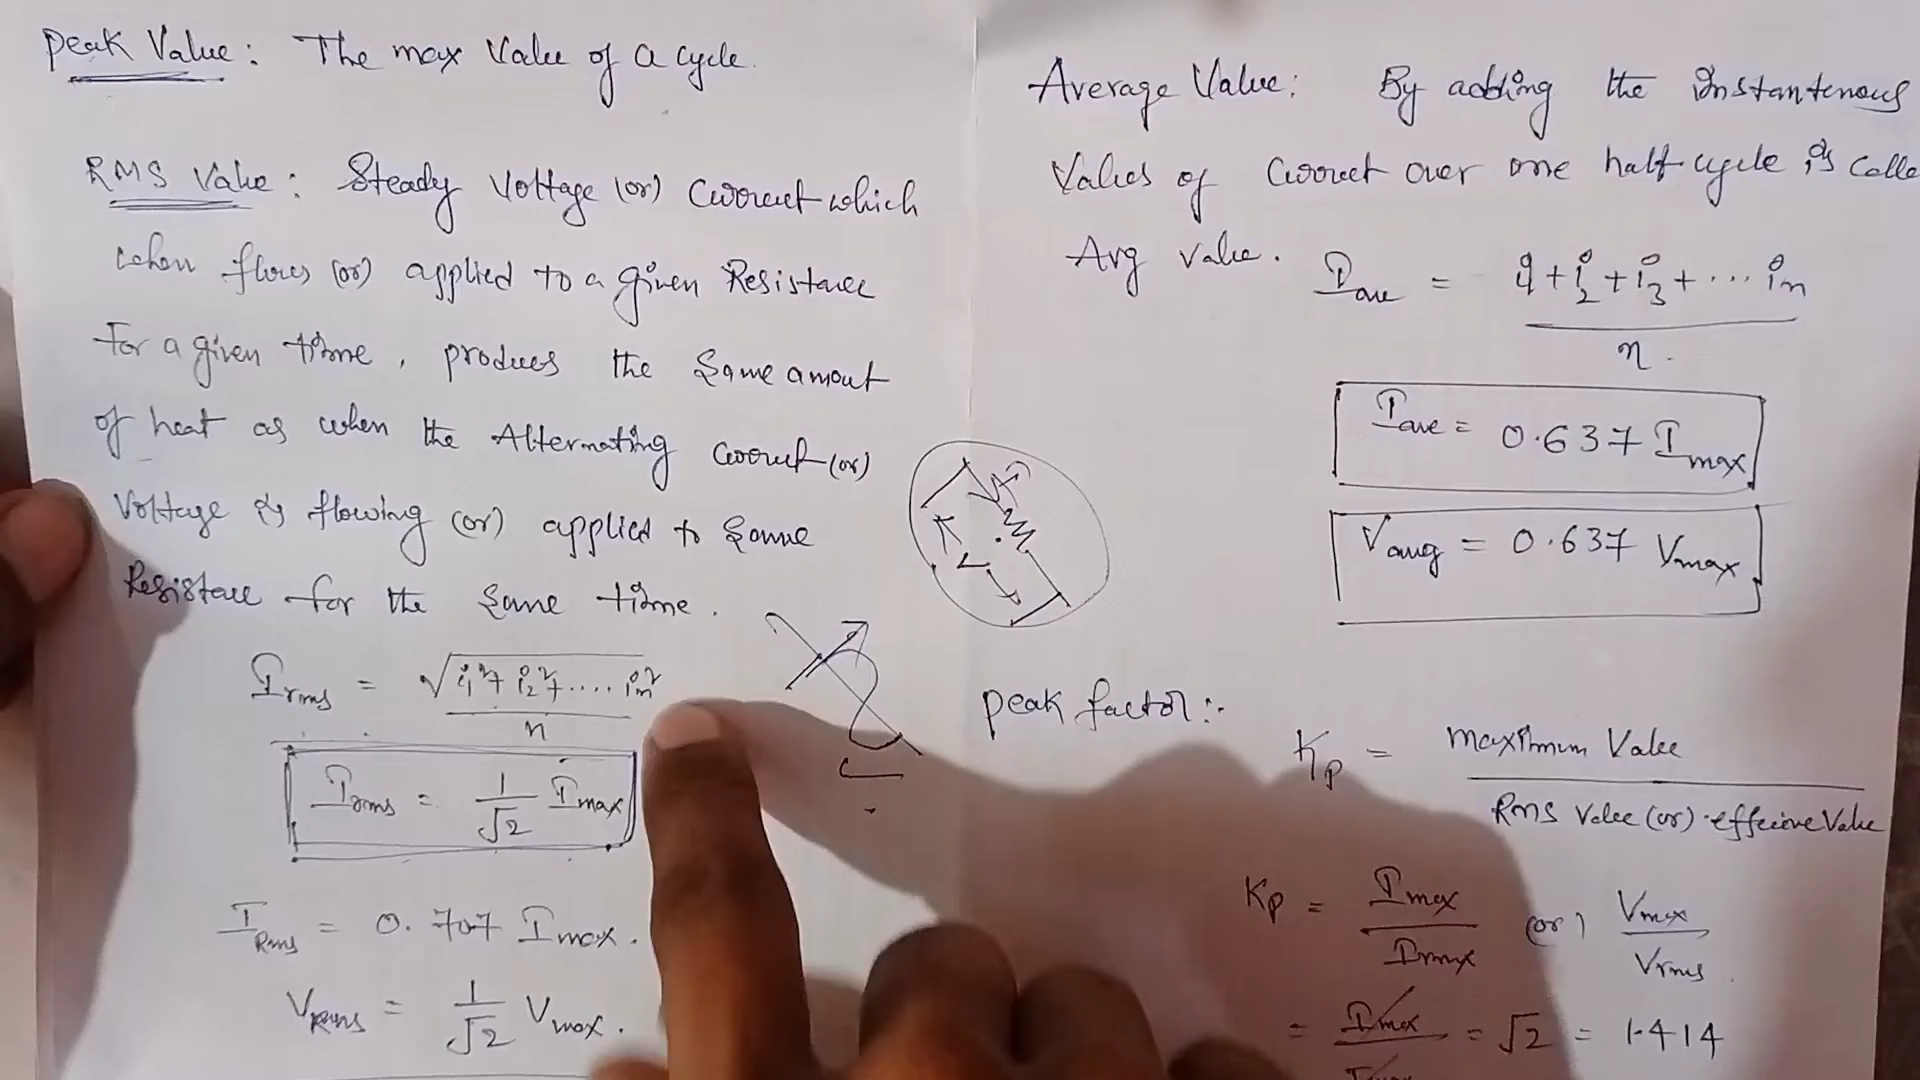 Peak Value: The max Value of a cycle.
RMS Value: Steady Voltage (or) Current which
when flows (or) applied to a given Resistance
For a given time, produces the Same amout
of heat as when the Alternating Current (or)
Voltage is flowing (or) applied to Same
Resistace for the Same time.
Irms = √i₁²+i₂²+....in²
n
Irms = 1/√2 Imax
IRms = 0.707 Imax.
VRMS = 1/√2 Vmax.
Average Value: By adding the Instantenous
Values of Current over one half cycle is Calle
Avg value. Iave = i₁+i₂+i₃+...in
n.
Iave = 0.637 Imax
Vavg = 0.637 Vmax
Peak factor:-
Kp = maximum Value
Rms Value (or) effecive Value
Kp = Imax (or) Vmax
Irmx Vrms
= Imax = √2 = 1.414